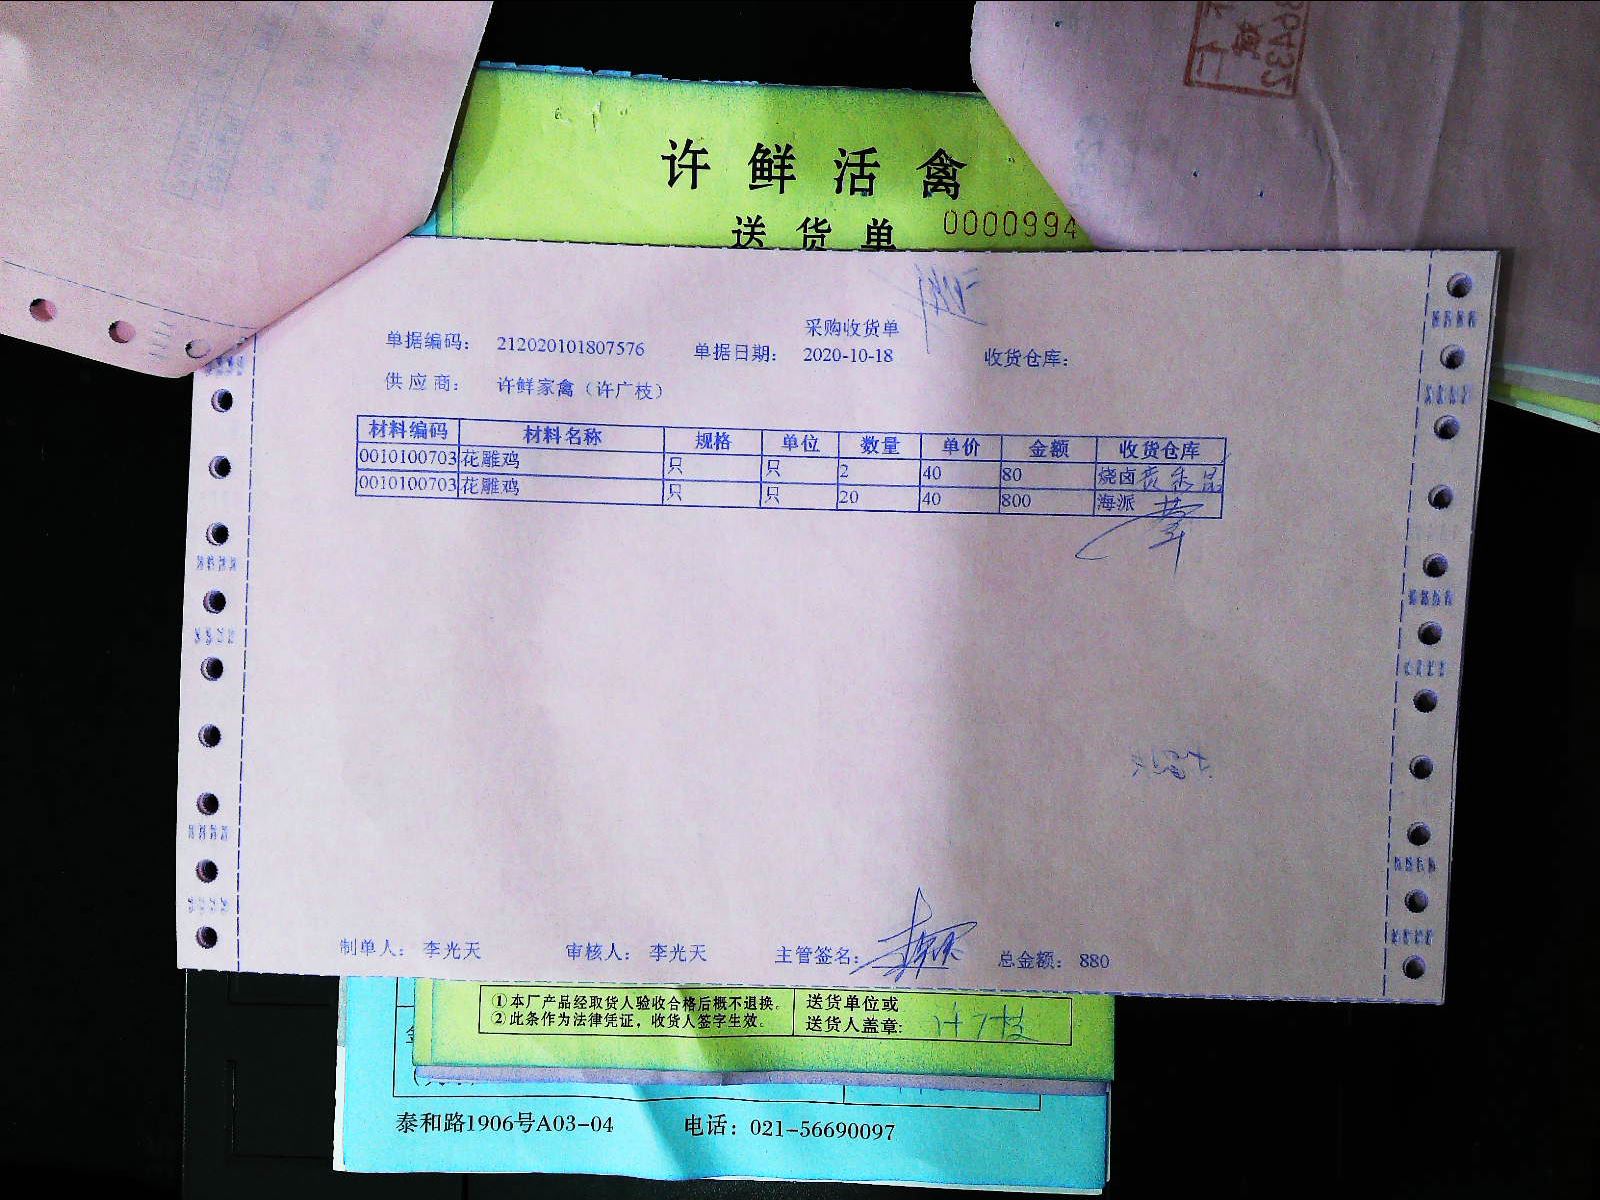 许鲜活禽
送货单 0000994
采购收货单
单据编码： 212020101807576 单据日期： 2020-10-18 收货仓库：
供应商： 许鲜家禽（许广枝）
材料编码 材料名称 规格 单位 数量 单价 金额 收货仓库
0010100703 花雕鸡 只 只 2 40 80 烧卤
0010100703 花雕鸡 只 只 20 40 800 海派
制单人： 李光天 审核人： 李光天 主管签名： 总金额： 880
①本厂产品经取货人验收合格后概不退换。 送货单位或
②此条作为法律凭证，收货人签字生效。 送货人盖章: 许广枝
泰和路1906号A03-04 电话：021-56690097